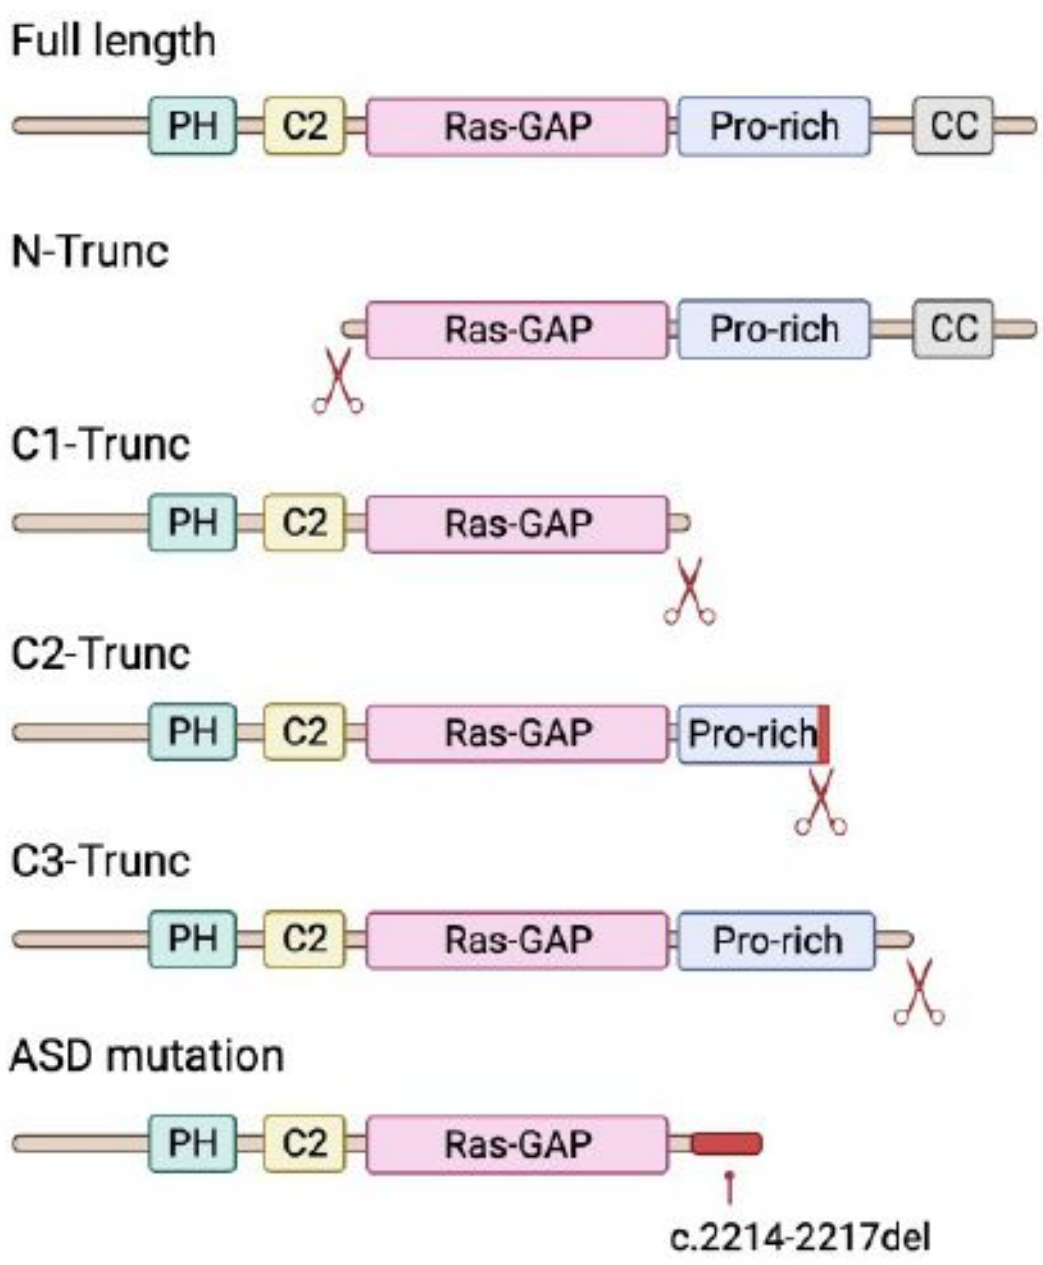 Full length
PH C2 Ras-GAP Pro-rich CC
N-Trunc
Ras-GAP Pro-rich CC
C1-Trunc
PH C2 Ras-GAP
C2-Trunc
PH C2 Ras-GAP Pro-rich
C3-Trunc
PH C2 Ras-GAP Pro-rich
ASD mutation
PH C2 Ras-GAP
c.2214-2217del